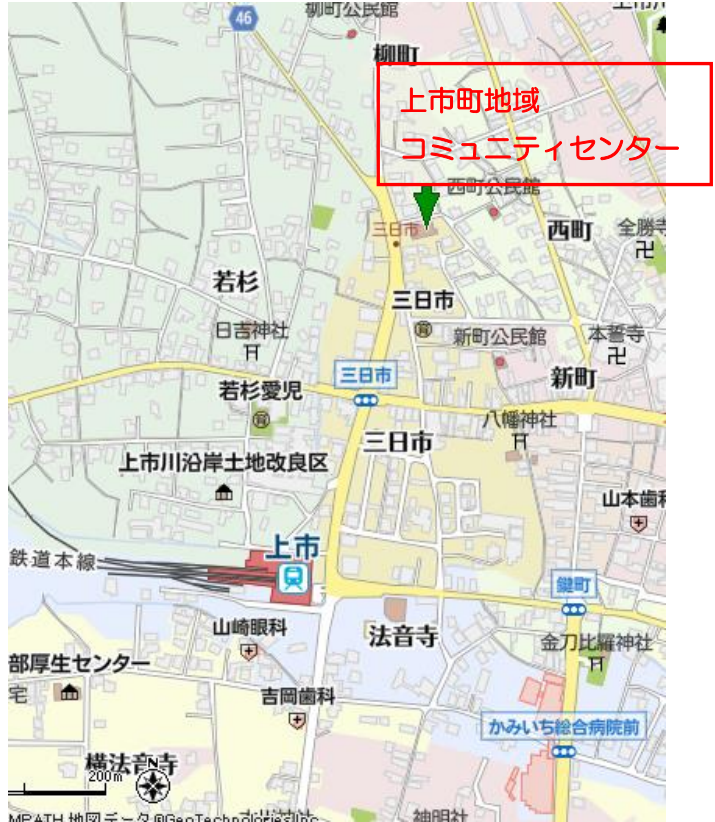 柳町公民館
46
柳町
上市町地域
コミュニティセンター
西町公民館
三日市
西町
全勝寺
若杉
三日市
日吉神社
新町公民館
本誓寺
三日市
新町
若杉愛児
八幡神社
三日市
上市川沿岸土地改良区
山本歯科
上市
鉄道本線
鍵町
山崎眼科
法音寺
金刀比羅神社
部厚生センター
宅
吉岡歯科
かみいち総合病院前
横法音寺
N
200m
神明社